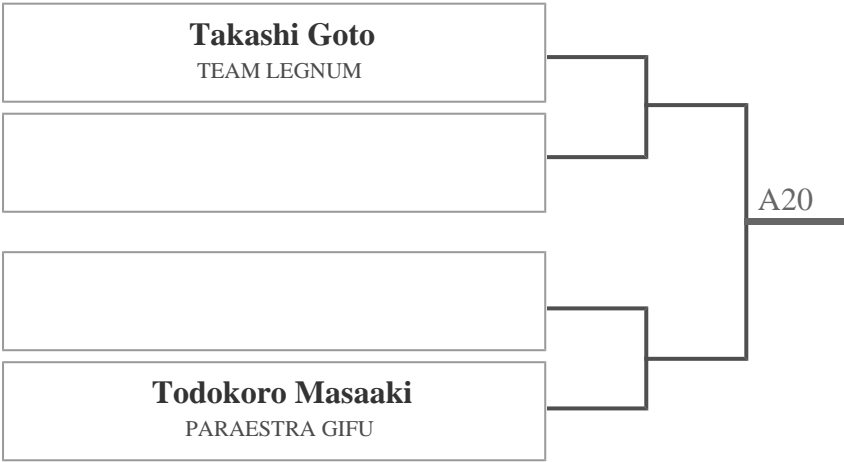 Takashi Goto
TEAM LEGNUM
A20
Todokoro Masaaki
PARAESTRA GIFU